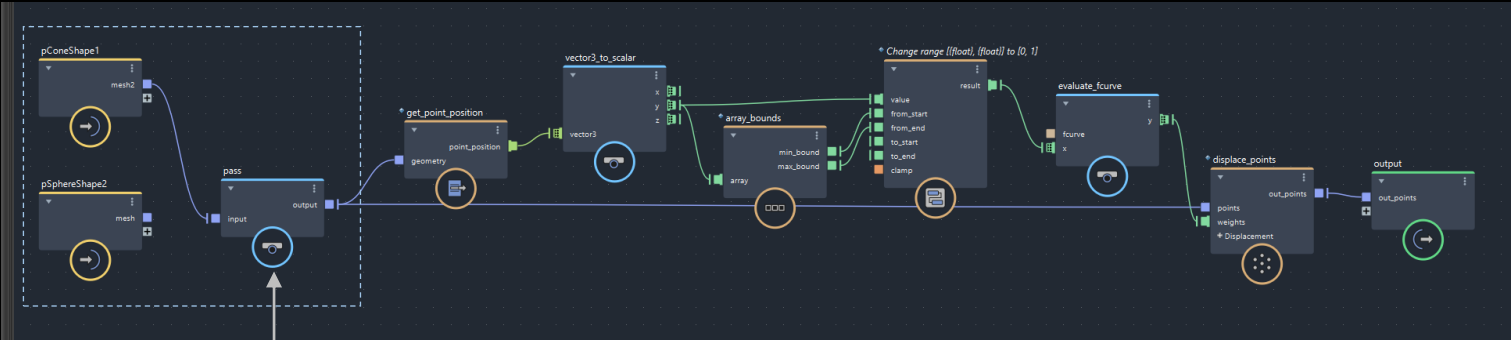 pConeShape1
mesh2
pSphereShape2
mesh
pass
output
input
get_point_position
point_position
geometry
vector3_to_scalar
x
y
z
vector3
array_bounds
min_bound
max_bound
array
Change range [{float}, {float}] to [0, 1]
result
value
from_start
from_end
to_start
to_end
clamp
evaluate_fcurve
y
fcurve
x
displace_points
out_points
points
weights
Displacement
output
out_points